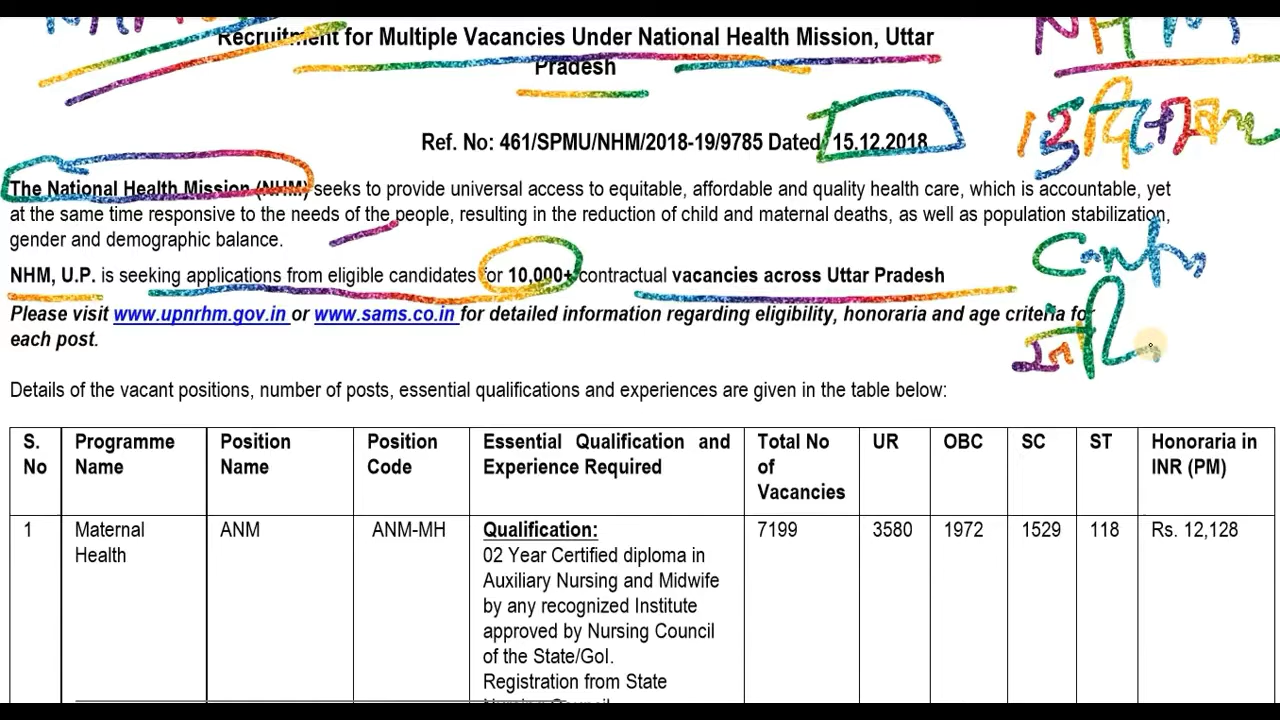 Recruitment for Multiple Vacancies Under National Health Mission, Uttar
Pradesh
NHM
Ref. No: 461/SPMU/NHM/2018-19/9785 Dated 15.12.2018
The National Health Mission (NHM) seeks to provide universal access to equitable, affordable and quality health care, which is accountable, yet
at the same time responsive to the needs of the people, resulting in the reduction of child and maternal deaths, as well as population stabilization,
gender and demographic balance.
NHM, U.P. is seeking applications from eligible candidates for 10,000+ contractual vacancies across Uttar Pradesh
Please visit www.upnrhm.gov.in or www.sams.co.in for detailed information regarding eligibility, honoraria and age criteria for
each post.
Details of the vacant positions, number of posts, essential qualifications and experiences are given in the table below:
S. No
Programme Name
Position Name
Position Code
Essential Qualification and Experience Required
Total No of Vacancies
UR
OBC
SC
ST
Honoraria in INR (PM)
1
Maternal Health
ANM
ANM-MH
Qualification:
02 Year Certified diploma in
Auxiliary Nursing and Midwife
by any recognized Institute
approved by Nursing Council
of the State/GoI.
Registration from State
7199
3580
1972
1529
118
Rs. 12,128